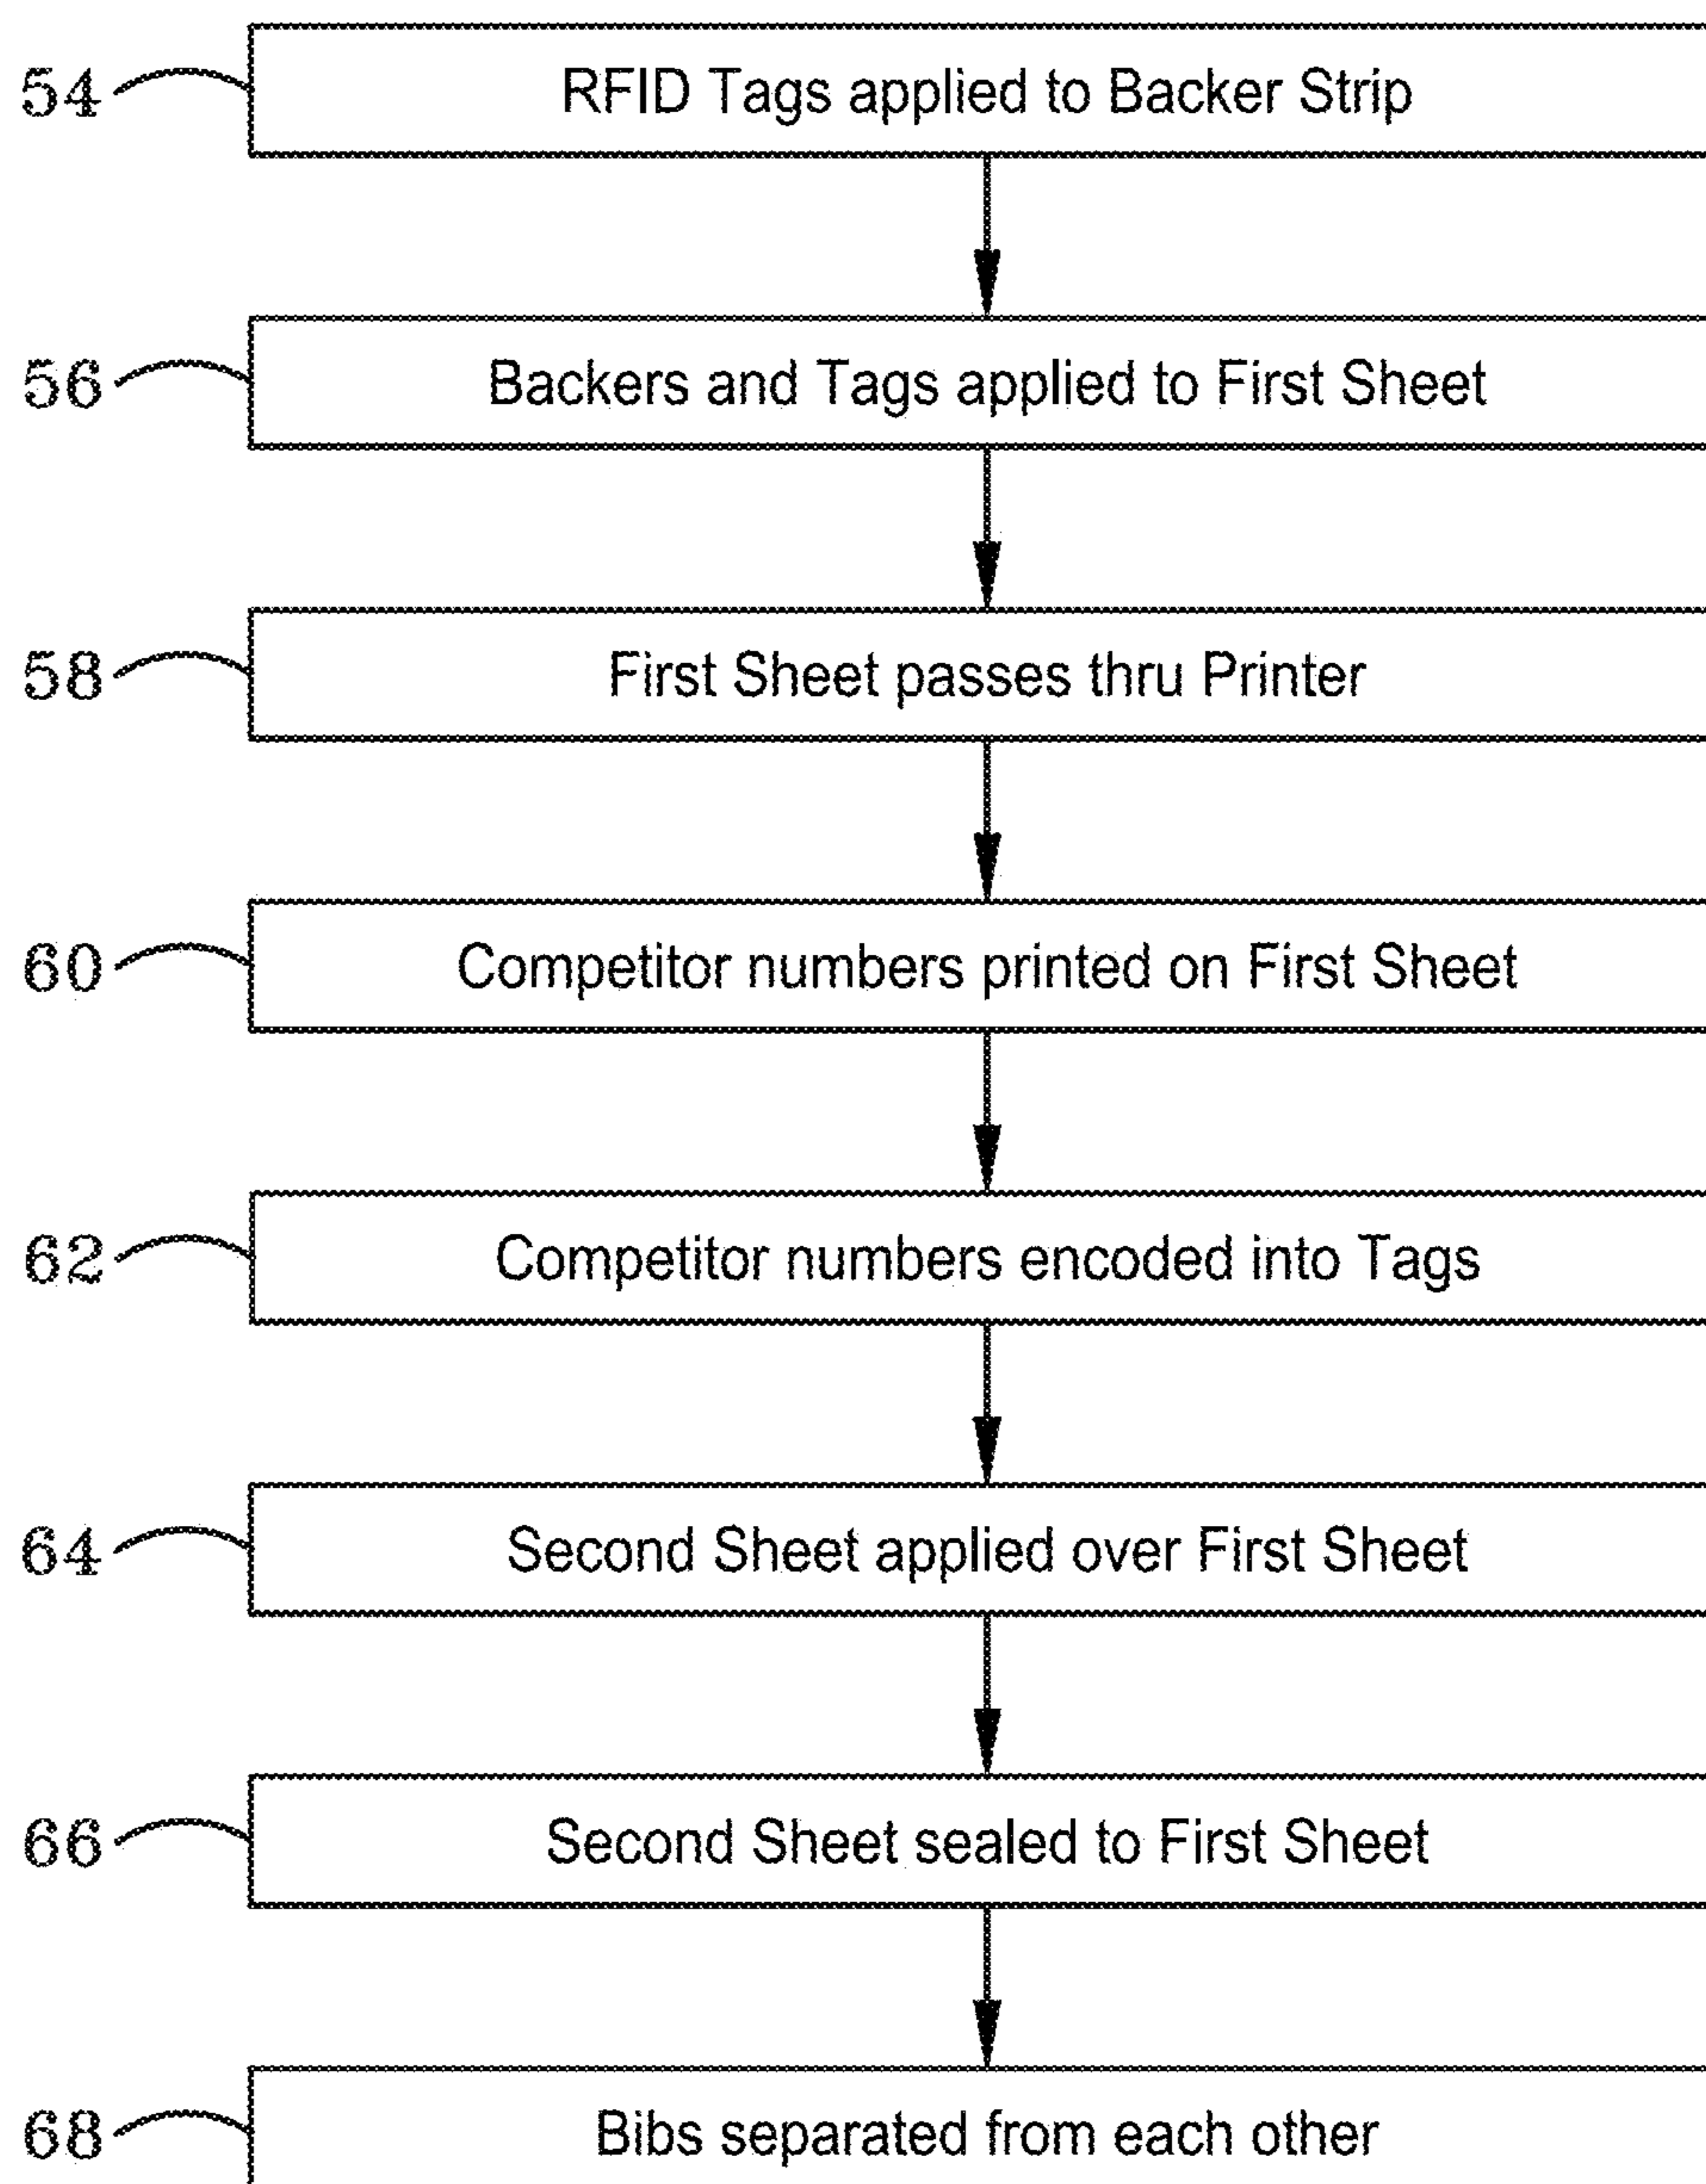 54 RFID Tags applied to Backer Strip
56 Backers and Tags applied to First Sheet
58 First Sheet passes thru Printer
60 Competitor numbers printed on First Sheet
62 Competitor numbers encoded into Tags
64 Second Sheet applied over First Sheet
66 Second Sheet sealed to First Sheet
68 Bibs separated from each other